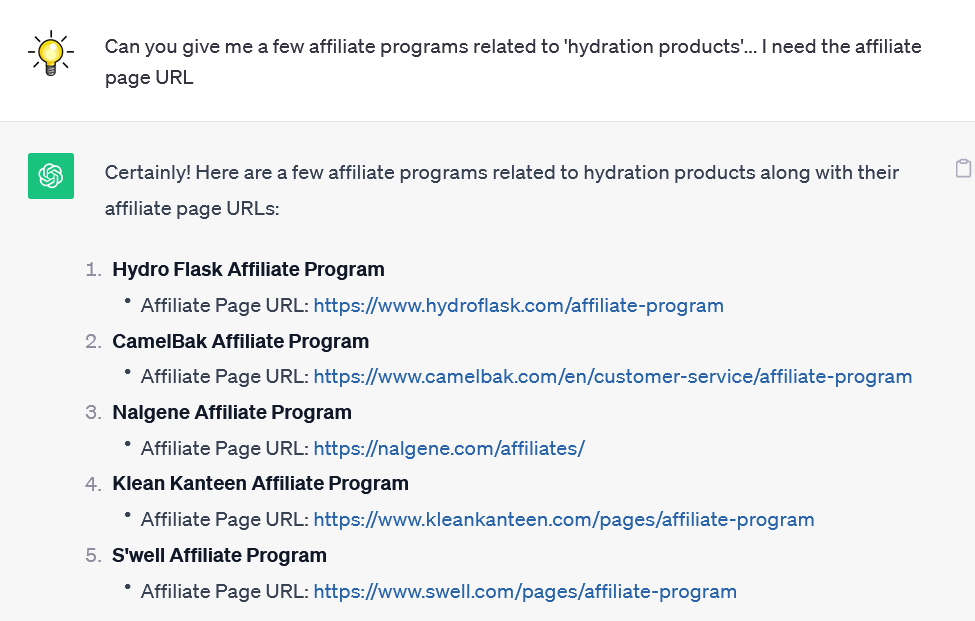 Can you give me a few affiliate programs related to 'hydration products'... I need the affiliate
page URL
Certainly! Here are a few affiliate programs related to hydration products along with their
affiliate page URLs:
1. Hydro Flask Affiliate Program
• Affiliate Page URL: https://www.hydroflask.com/affiliate-program
2. CamelBak Affiliate Program
• Affiliate Page URL: https://www.camelbak.com/en/customer-service/affiliate-program
3. Nalgene Affiliate Program
• Affiliate Page URL: https://nalgene.com/affiliates/
4. Klean Kanteen Affiliate Program
• Affiliate Page URL: https://www.kleankanteen.com/pages/affiliate-program
5. S'well Affiliate Program
• Affiliate Page URL: https://www.swell.com/pages/affiliate-program